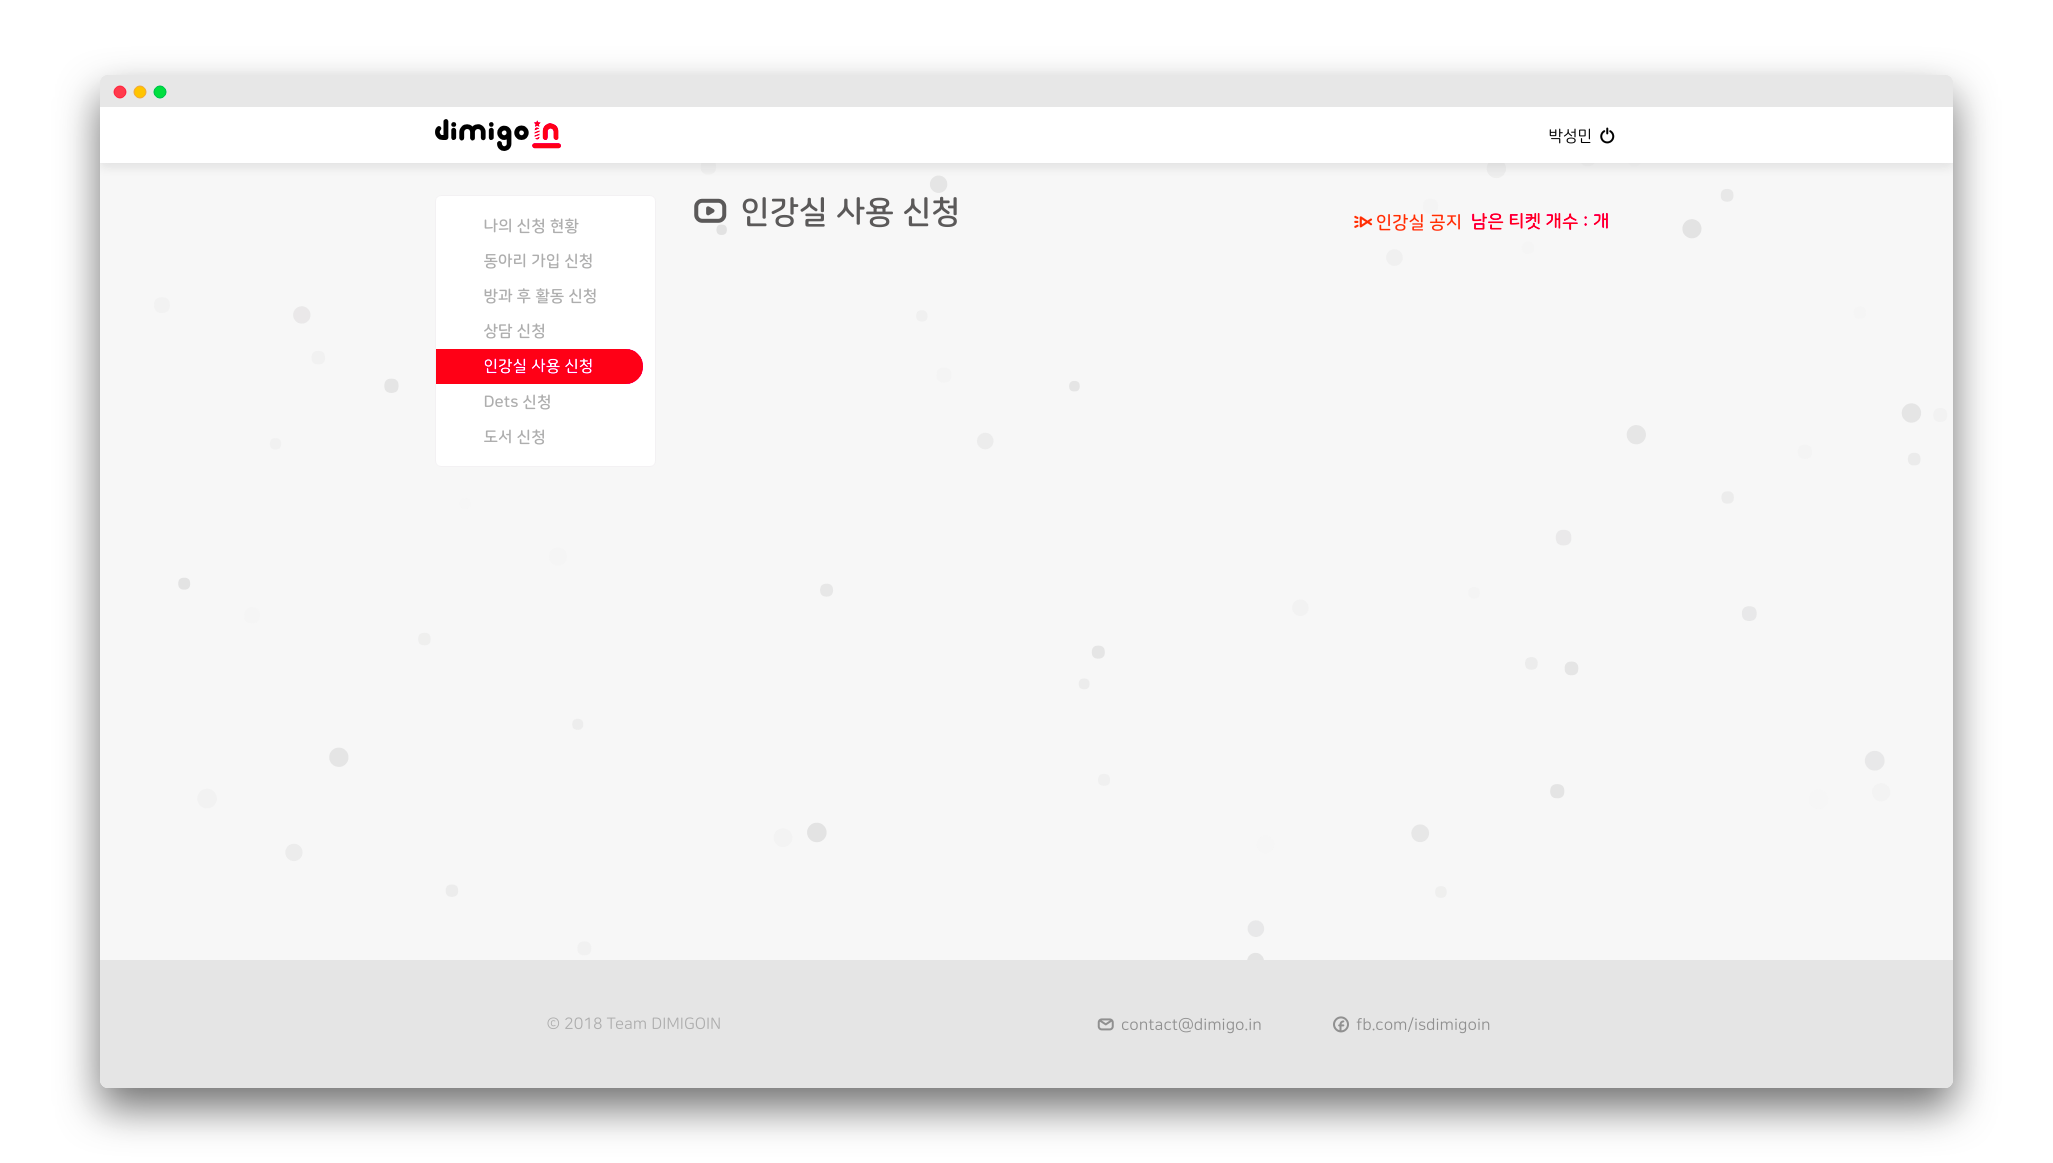 dimigoin
박성민
나의 신청 현황
동아리 가입 신청
방과 후 활동 신청
상담 신청
인강실 사용 신청
Dets 신청
도서 신청
인강실 사용 신청
인강실 공지 남은 티켓 개수 : 개
© 2018 Team DIMIGOIN
contact@dimigo.in
fb.com/isdimigoin